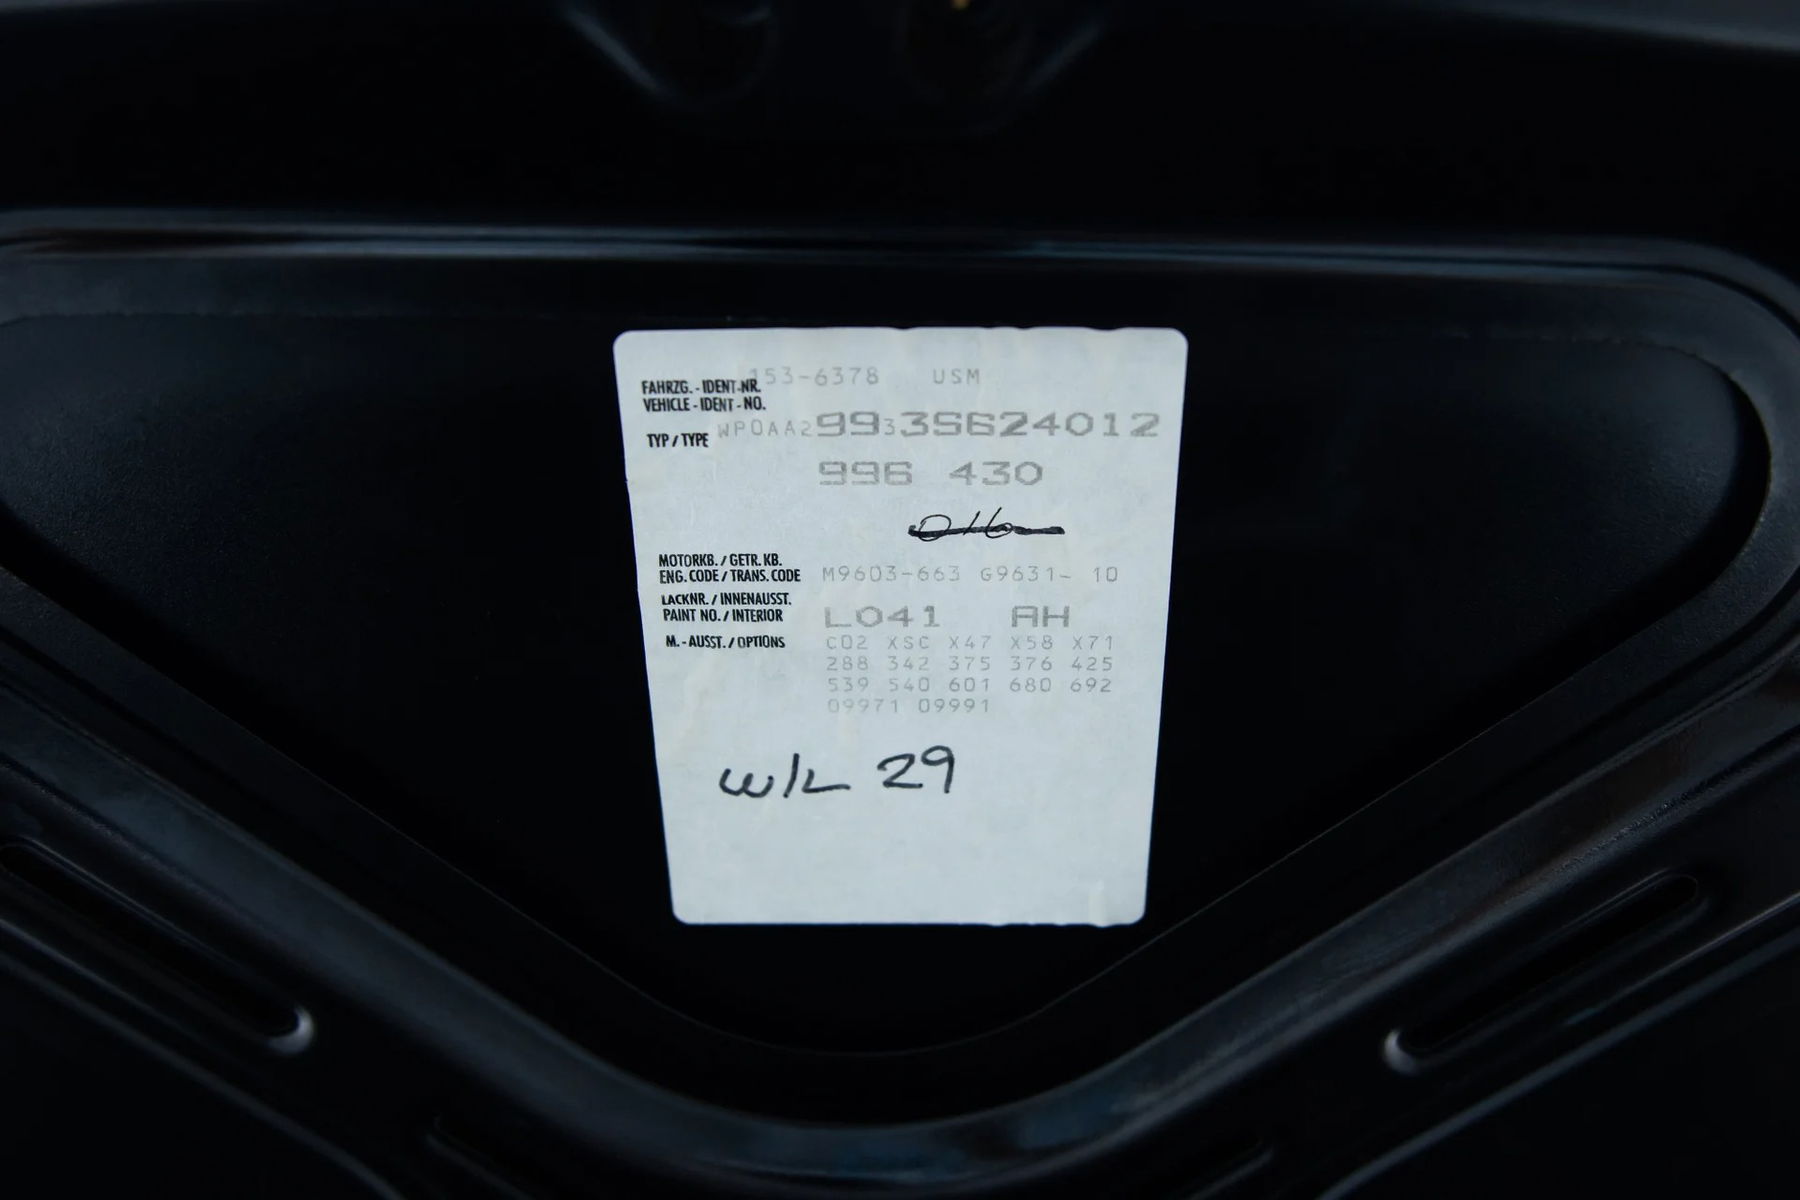 153-6378 USM
FAHRZG.-IDENT-NR.
VEHICLE-IDENT-NO.
WP0AA29933S624012
TYP/TYPE
996 430
MOTORKB./GETR.KB.
ENG.CODE/TRANS.CODE M9603-663 G9631- 10
LACKNR./INNENAUSST.
PAINT NO./INTERIOR L041 AH
M.-AUSST./OPTIONS C02 XSC X47 X58 X71
288 342 375 376 425
539 540 601 680 692
09971 09991
W/L 29